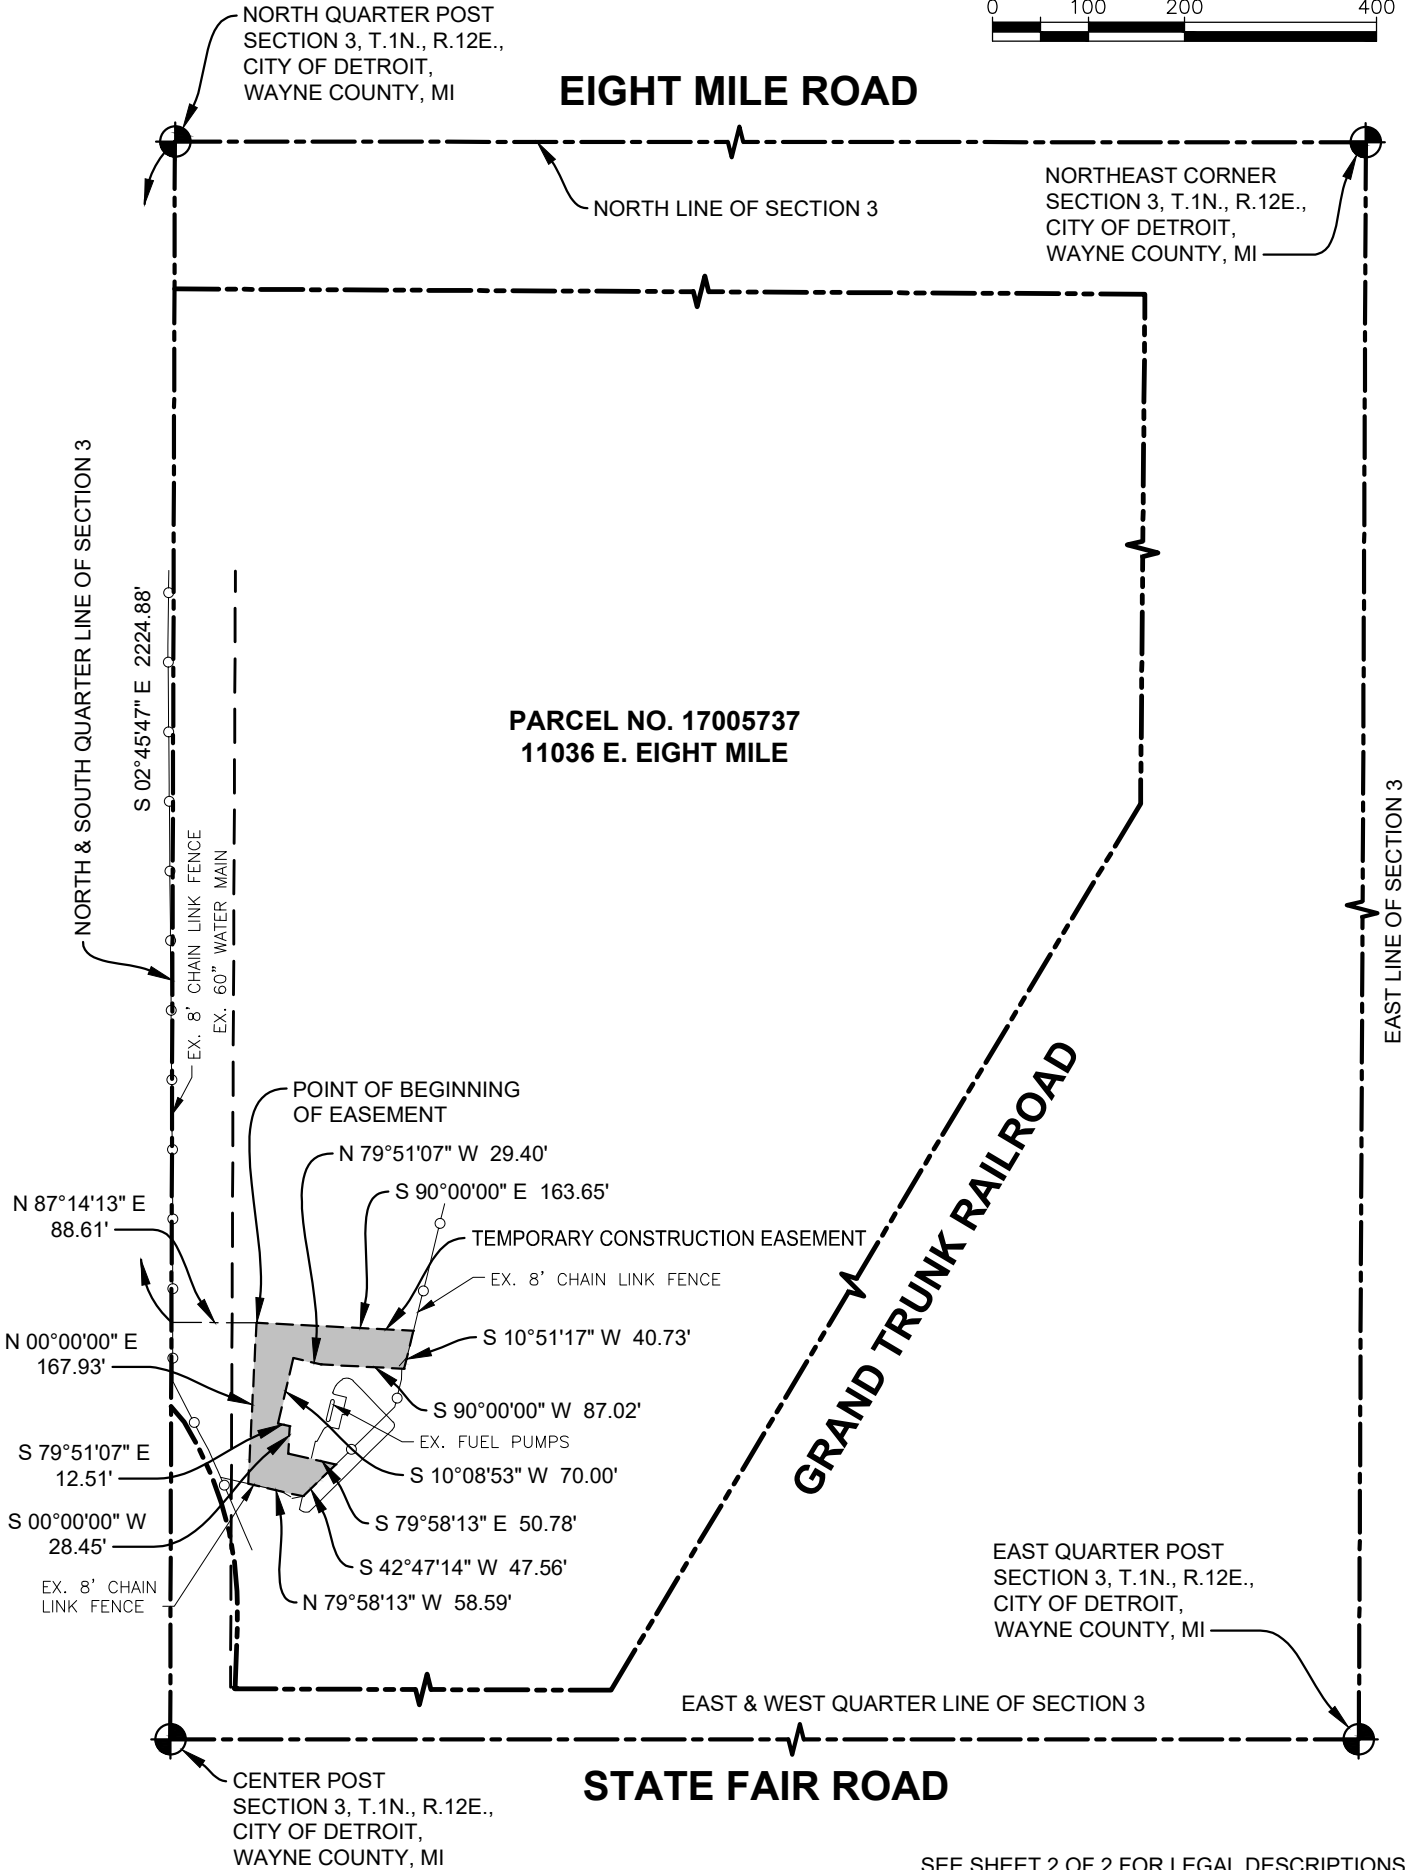 NORTH QUARTER POST
SECTION 3, T.1N., R.12E.,
CITY OF DETROIT,
WAYNE COUNTY, MI
0 100 200 400
EIGHT MILE ROAD
NORTH LINE OF SECTION 3
NORTHEAST CORNER
SECTION 3, T.1N., R.12E.,
CITY OF DETROIT,
WAYNE COUNTY, MI
NORTH & SOUTH QUARTER LINE OF SECTION 3
S 02°45'47" E 2224.88'
EX. 8' CHAIN LINK FENCE
EX. 60" WATER MAIN
PARCEL NO. 17005737
11036 E. EIGHT MILE
EAST LINE OF SECTION 3
GRAND TRUNK RAILROAD
POINT OF BEGINNING
OF EASEMENT
N 79°51'07" W 29.40'
S 90°00'00" E 163.65'
N 87°14'13" E
88.61'
TEMPORARY CONSTRUCTION EASEMENT
EX. 8' CHAIN LINK FENCE
N 00°00'00" E
167.93'
S 10°51'17" W 40.73'
S 90°00'00" W 87.02'
EX. FUEL PUMPS
S 79°51'07" E
12.51'
S 10°08'53" W 70.00'
S 00°00'00" W
28.45'
S 79°58'13" E 50.78'
S 42°47'14" W 47.56'
EX. 8' CHAIN
LINK FENCE
N 79°58'13" W 58.59'
EAST QUARTER POST
SECTION 3, T.1N., R.12E.,
CITY OF DETROIT,
WAYNE COUNTY, MI
EAST & WEST QUARTER LINE OF SECTION 3
STATE FAIR ROAD
CENTER POST
SECTION 3, T.1N., R.12E.,
CITY OF DETROIT,
WAYNE COUNTY, MI
SEE SHEET 2 OF 2 FOR LEGAL DESCRIPTIONS